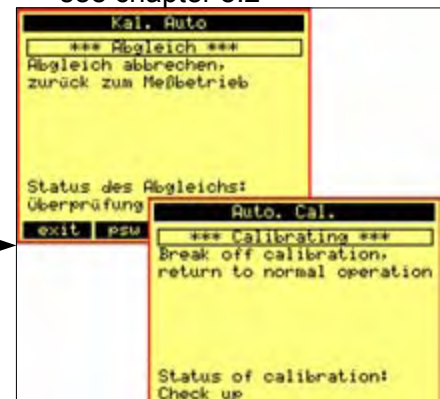 see chapter 5.2
Kal. Auto
*** Abgleich ***
Abgleich abbrechen,
zurück zum Meßbetrieb
Status des Abgleichs:
überprüfung
exit psw
Auto. Cal.
*** Calibrating ***
Break off calibration,
return to normal operation
Status of calibration:
Check up